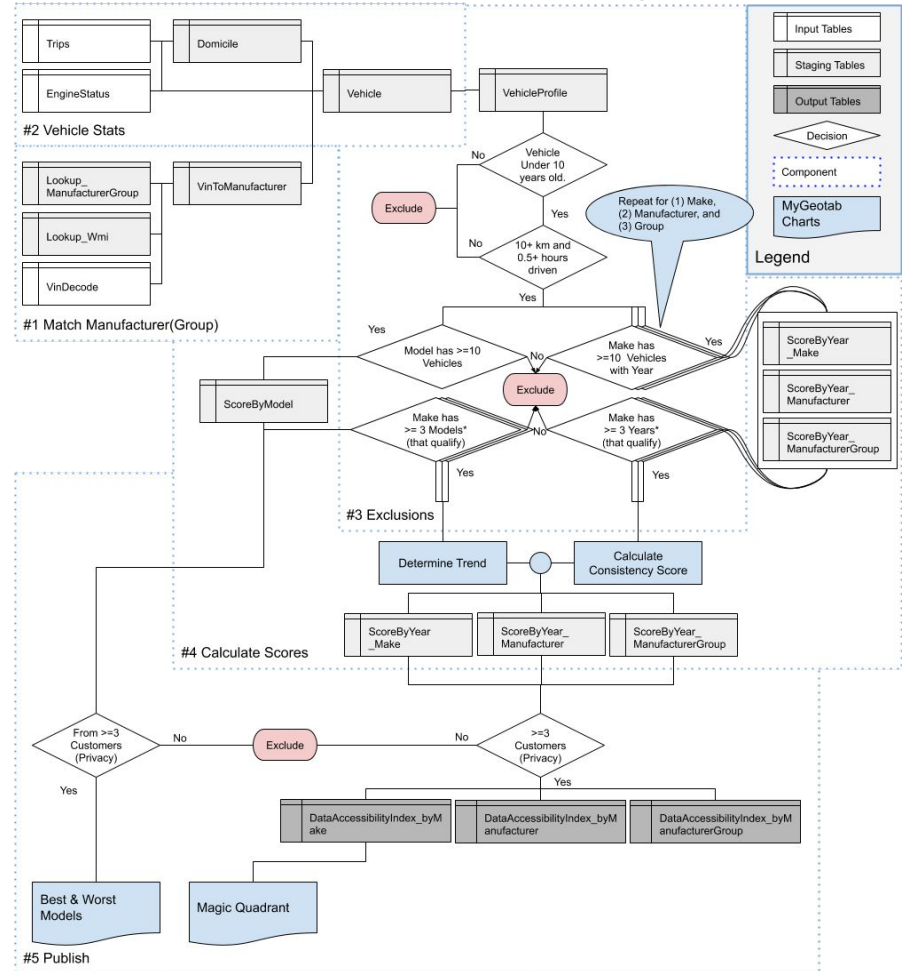 Trips
Domicile
EngineStatus
Vehicle
VehicleProfile
#2 Vehicle Stats
Input Tables
Staging Tables
Output Tables
Decision
Component
MyGeotab
Charts
Legend
Lookup_
ManufacturerGroup
VinToManufacturer
Lookup_Wmi
VinDecode
#1 Match Manufacturer(Group)
No
Vehicle
Under 10
years old.
Exclude
Yes
No
10+ km and
0.5+ hours
driven
Yes
Repeat for (1) Make,
(2) Manufacturer, and
(3) Group
Yes
Model has >=10
Vehicles
No
Make has
>=10 Vehicles
with Year
Yes
Exclude
ScoreByModel
Make has
>= 3 Models*
(that qualify)
No
Make has
>= 3 Years*
(that qualify)
Yes
Yes
ScoreByYear
_Make
ScoreByYear_
Manufacturer
ScoreByYear_
ManufacturerGroup
#3 Exclusions
Determine Trend
Calculate
Consistency Score
ScoreByYear
_Make
ScoreByYear_
Manufacturer
ScoreByYear_
ManufacturerGroup
#4 Calculate Scores
From >=3
Customers
(Privacy)
No
Exclude
No
>=3
Customers
(Privacy)
Yes
Yes
DataAccessibilityIndex_byM
ake
DataAccessibilityIndex_byM
anufacturer
DataAccessibilityIndex_byM
anufacturerGroup
Best & Worst
Models
Magic Quadrant
#5 Publish